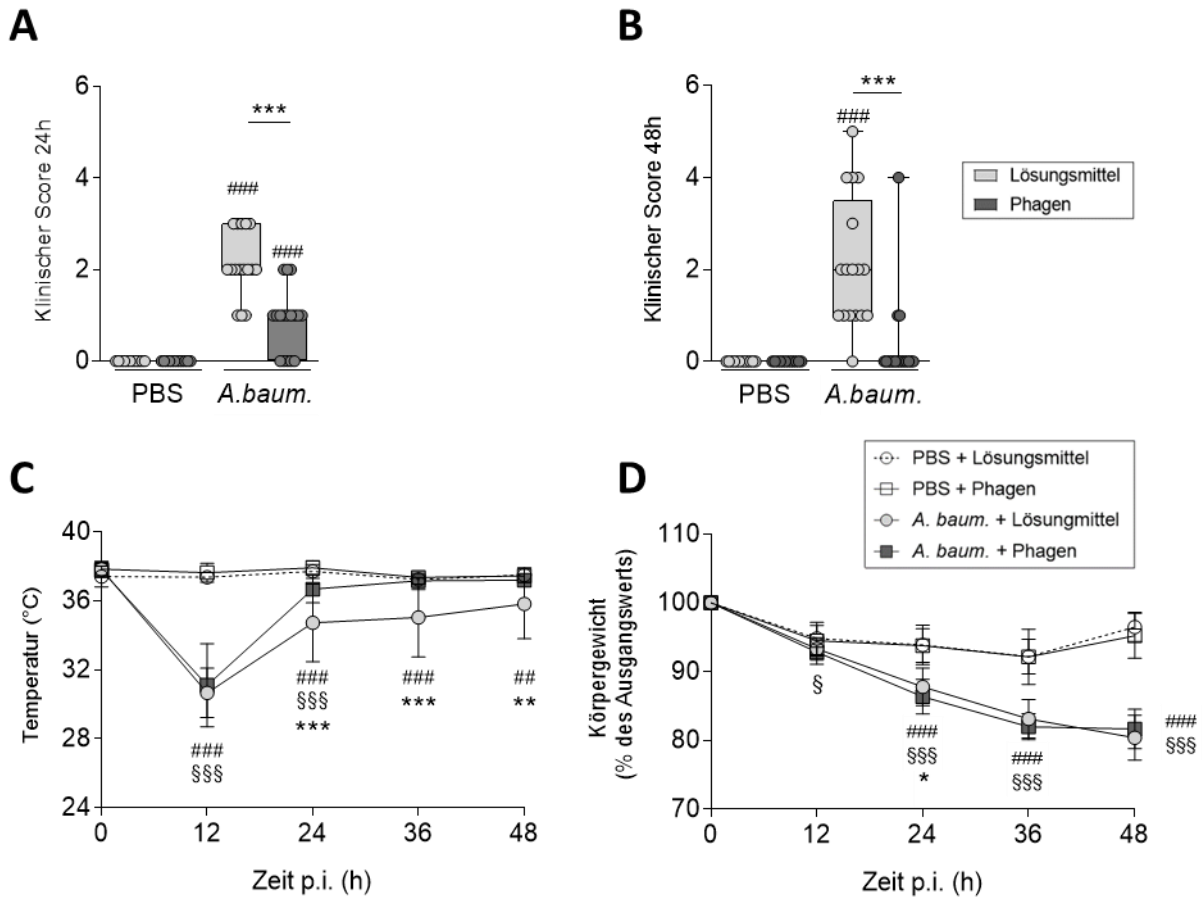 A
Klinischer Score 24h
6
4
2
0
***
###
###
PBS
A.baum.
B
Klinischer Score 48h
6
4
2
0
***
###
PBS
A.baum.
Lösungsmittel
Phagen
C
Temperatur (°C)
40
36
32
28
24
###
§§§
###
§§§
***
###
***
##
**
0
12
24
36
48
Zeit p.i. (h)
PBS + Lösungsmittel
PBS + Phagen
A. baum. + Lösungmittel
A. baum. + Phagen
D
Körpergewicht
(% des Ausgangswerts)
110
100
90
80
70
§
###
§§§
*
###
§§§
###
§§§
0
12
24
36
48
Zeit p.i. (h)